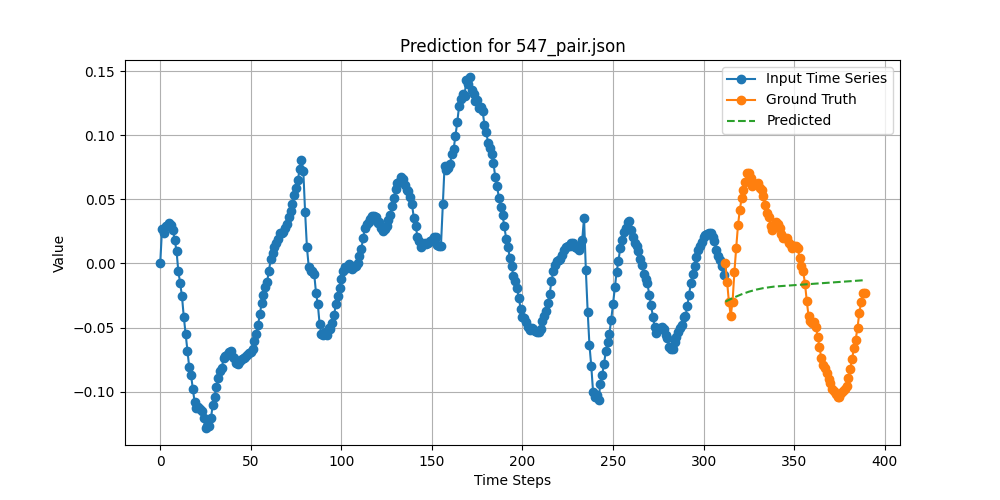 Prediction for 547_pair.json
Input Time Series
Ground Truth
Predicted
0.15
0.10
0.05
0.00
−0.05
−0.10
Value
0 50 100 150 200 250 300 350 400
Time Steps